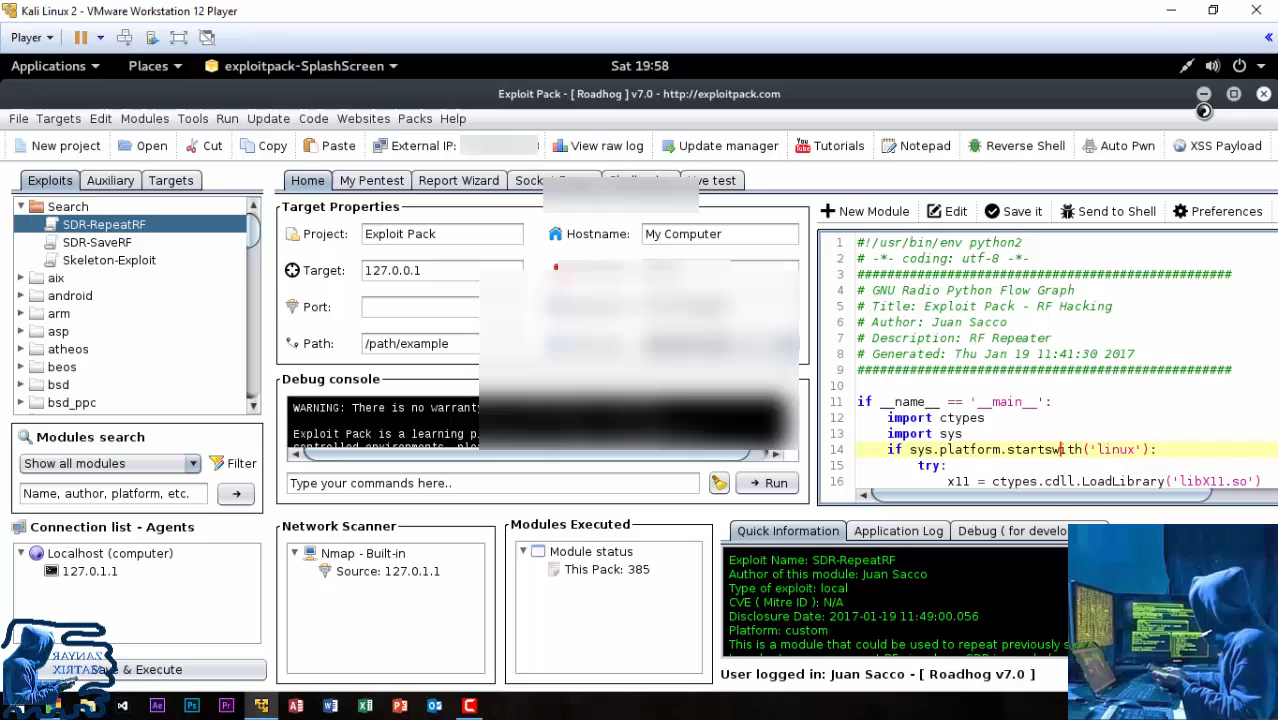 Kali Linux 2 - VMware Workstation 12 Player
Player
Applications
Places
exploitpack-SplashScreen
Sat 19:58
Exploit Pack - [ Roadhog ] v7.0 - http://exploitpack.com
File Targets Edit Modules Tools Run Update Code Websites Packs Help
New project
Open
Cut
Copy
Paste
External IP:
View raw log
Update manager
You Tube Tutorials
Notepad
Reverse Shell
Auto Pwn
XSS Payload
Exploits
Auxiliary
Targets
Search
SDR-RepeatRF
SDR-SaveRF
Skeleton-Exploit
aix
android
arm
asp
atheos
beos
bsd
bsd_ppc
Modules search
Show all modules
Filter
Name, author, platform, etc.
Connection list - Agents
Localhost (computer)
127.0.1.1
& Execute
Home
My Pentest
Report Wizard
test
Target Properties
Project: Exploit Pack
Hostname: My Computer
Target: 127.0.0.1
Port:
Path: /path/example
Debug console
WARNING: There is no warranty
Exploit Pack is a learning
Type your commands here..
Run
Network Scanner
Nmap - Built-in
Source: 127.0.1.1
Modules Executed
Module status
This Pack: 385
New Module
Edit
Save it
Send to Shell
Preferences
1 #!/usr/bin/env python2
2 # -*- coding: utf-8 -*-
3 ##################################################
4 # GNU Radio Python Flow Graph
5 # Title: Exploit Pack - RF Hacking
6 # Author: Juan Sacco
7 # Description: RF Repeater
8 # Generated: Thu Jan 19 11:41:30 2017
9 ##################################################
10
11 if __name__ == '__main__':
12 import ctypes
13 import sys
14 if sys.platform.startswith('linux'):
15 try:
16 x11 = ctypes.cdll.LoadLibrary('libX11.so')
Quick Information
Application Log
Debug ( for develo
Exploit Name: SDR-RepeatRF
Author of this module: Juan Sacco
Type of exploit: local
CVE ( Mitre ID ): N/A
Disclosure Date: 2017-01-19 11:49:00.056
Platform: custom
This is a module that could be used to repeat previously
User logged in: Juan Sacco - [ Roadhog v7.0 ]